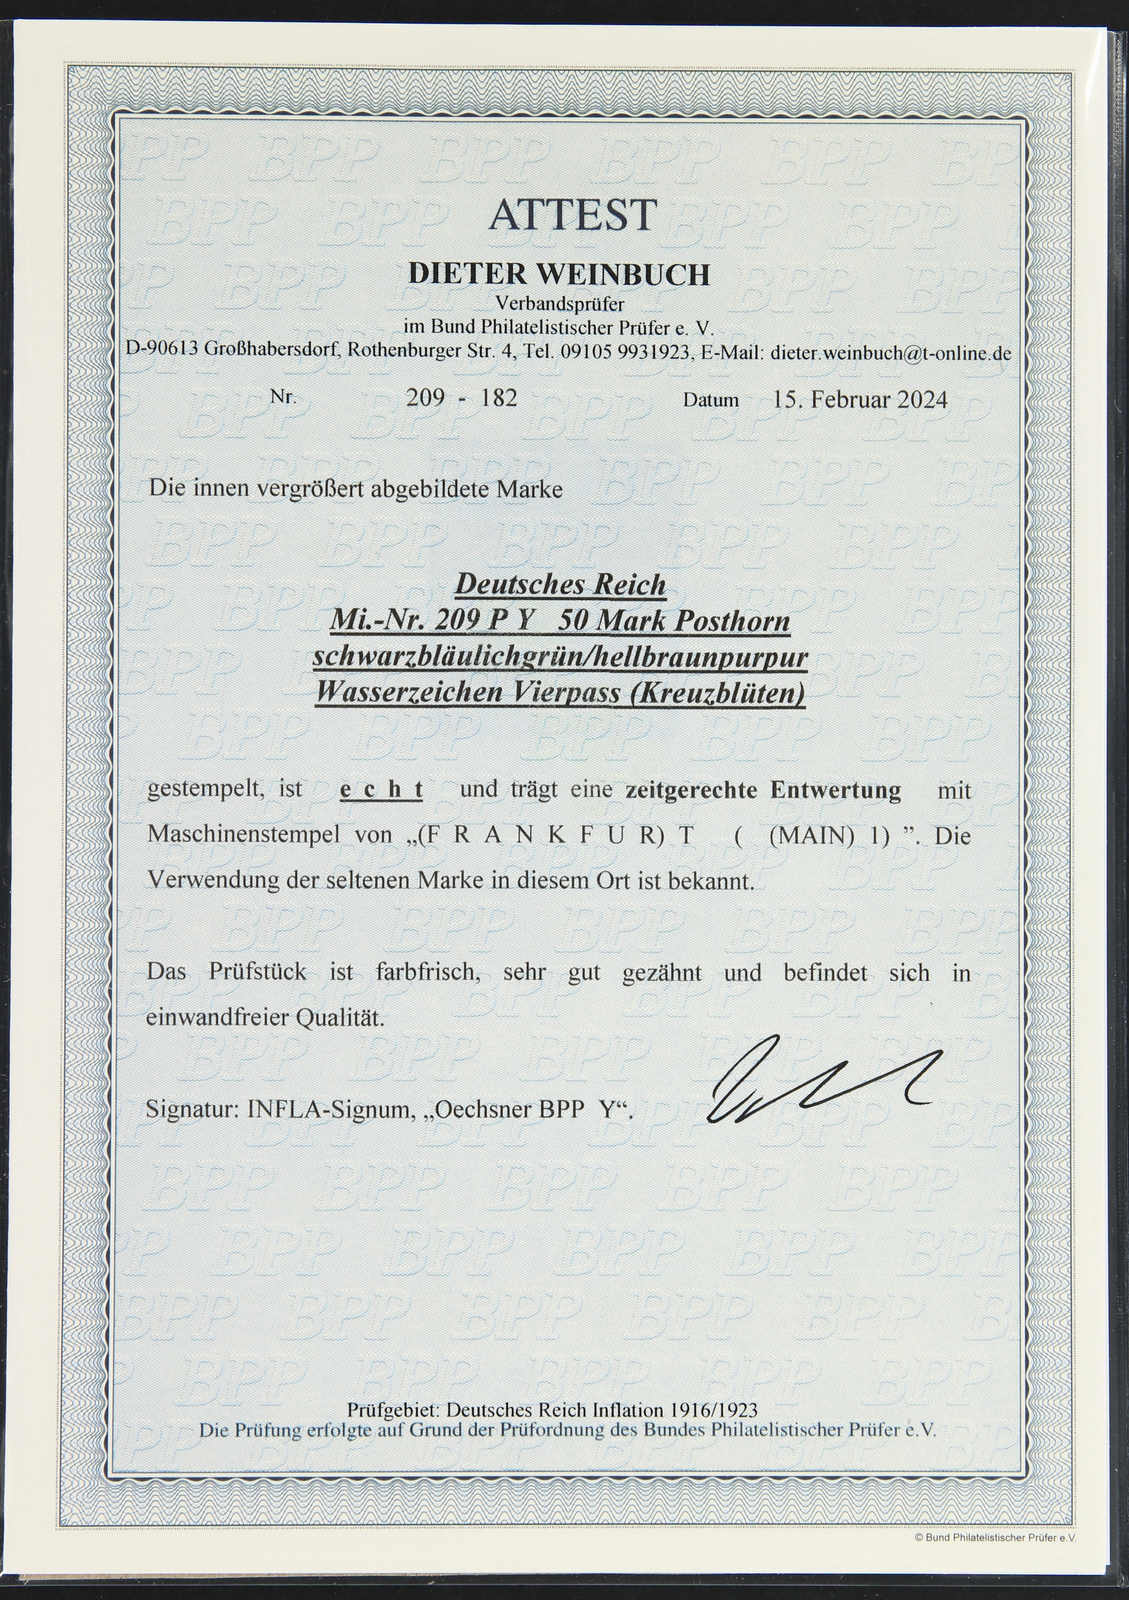 ATTEST
DIETER WEINBUCH
Verbandsprüfer
im Bund Philatelistischer Prüfer e. V.
D-90613 Großhabersdorf, Rothenburger Str. 4, Tel. 09105 9931923, E-Mail: dieter.weinbuch@t-online.de
Nr. 209 - 182 Datum 15. Februar 2024
Die innen vergrößert abgebildete Marke
Deutsches Reich
Mi.-Nr. 209 P Y 50 Mark Posthorn
schwarzbläulichgrün/hellbraunpurpur
Wasserzeichen Vierpass (Kreuzblüten)
gestempelt, ist e c h t und trägt eine zeitgerechte Entwertung mit
Maschinenstempel von „(F R A N K F U R) T ( (MAIN) 1) ”. Die
Verwendung der seltenen Marke in diesem Ort ist bekannt.
Das Prüfstück ist farbfrisch, sehr gut gezähnt und befindet sich in
einwandfreier Qualität.
Signatur: INFLA-Signum, „Oechsner BPP Y“.
Prüfgebiet: Deutsches Reich Inflation 1916/1923
Die Prüfung erfolgte auf Grund der Prüfordnung des Bundes Philatelistischer Prüfer e.V.
© Bund Philatelistischer Prüfer e.V.